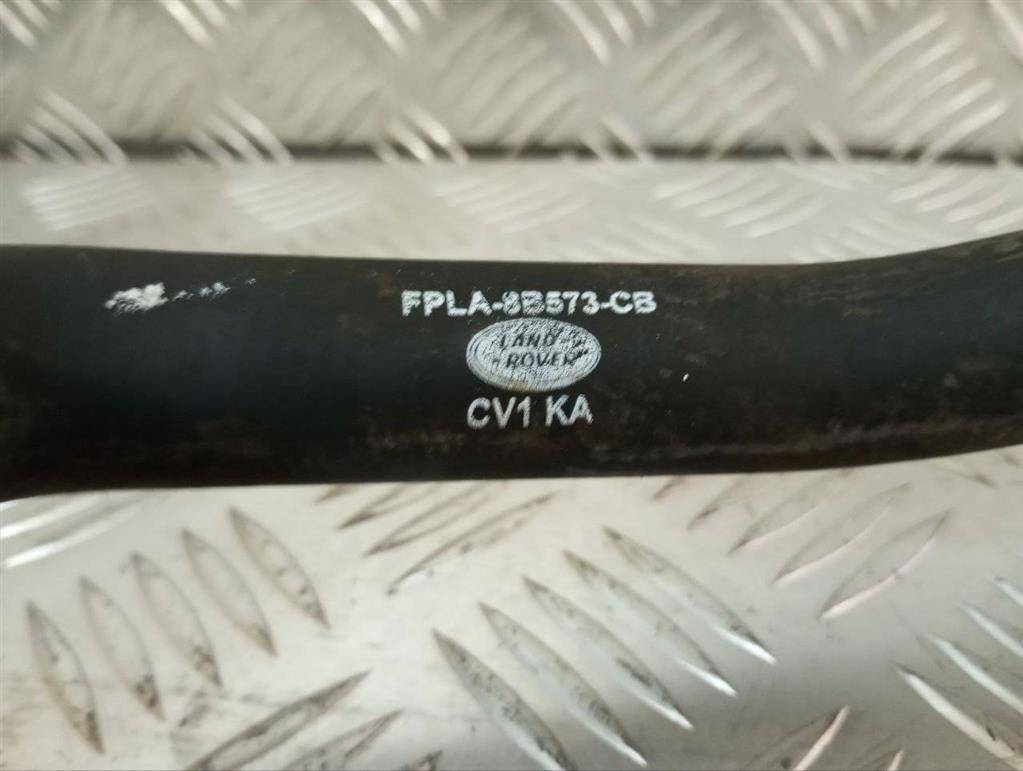 FPLA-8B573-CB
LAND-
-ROVER
CV1 KA